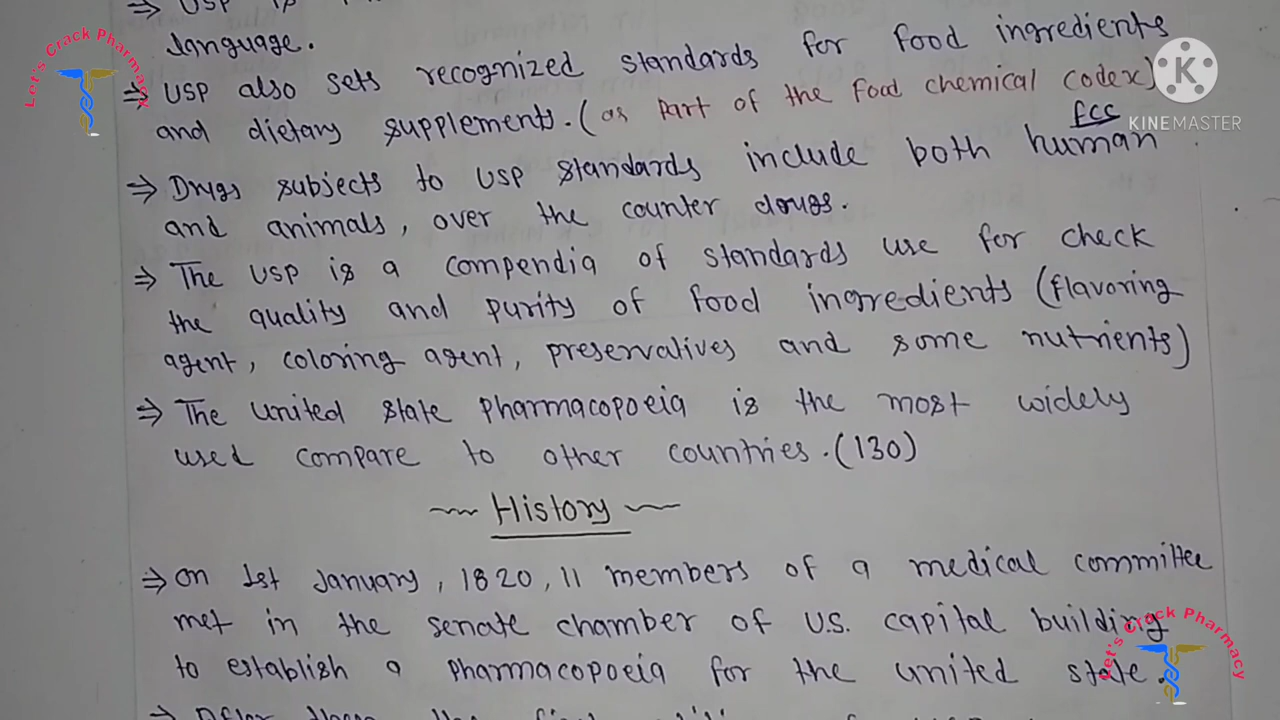 ⇒ USP is
language.
⇒ USP also sets recognized standards for food ingredients
and dietary supplements. (as part of the food chemical codex)
FCC
⇒ Drugs subjects to USP standards include both human
and animals, over the counter drugs.
⇒ The USP is a compendia of standards use for check
the quality and purity of food ingredients (flavoring
agent, coloring agent, preservatives and some nutrients)
⇒ The United State Pharmacopoeia is the most widely
used compare to other countries. (130)
~~ History ~~
⇒ On 1st January, 1820, 11 members of a medical committee
met in the senate chamber of U.S. capital building
to establish a pharmacopoeia for the united state.
⇒ After
Let's Crack Pharmacy
K
KINEMASTER
Let's Crack Pharmacy